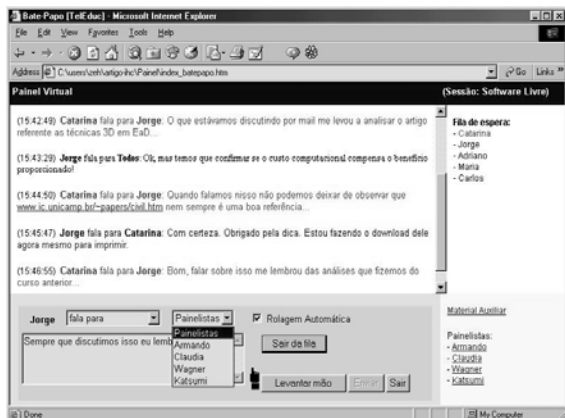 Bate-Papo [TelEduc] - Microsoft Internet Explorer
File Edit View Favorites Tools Help
Address C:\users\zeh\artigo-ihc\Painel\index_batepapo.htm Go Links »
Painel Virtual (Sessão: Software Livre)
(15:42:49) Catarina fala para Jorge: O que estávamos discutindo por mail me levou a analisar o artigo
referente as técnicas 3D em EaD...
(15:43:29) Jorge fala para Todos: Ok, mas temos que confirmar se o custo computacional compensa o benefício
proporcionado!
(15:44:50) Catarina fala para Jorge: Quando falamos nisso não podemos deixar de observar que
www.ic.unicamp.br/~papers/civil.htm nem sempre é uma boa referência...
(15:45:47) Jorge fala para Catarina: Com certeza. Obrigado pela dica. Estou fazendo o download dele
agora mesmo para imprimir.
(15:46:55) Catarina fala para Jorge: Bom, falar sobre isso me lembrou das análises que fizemos do
curso anterior...
Fila de espera:
- Catarina
- Jorge
- Adriano
- Maria
- Carlos
Jorge fala para Painelistas Rolagem Automática
Painelistas
Armando
Claudia
Wagner
Katsumi
Sempre que discutimos isso eu lemb
Sair da fila
Levantar mão Enviar Sair
Material Auxiliar
Painelistas:
- Armando
- Claudia
- Wagner
- Katsumi
Done My Computer